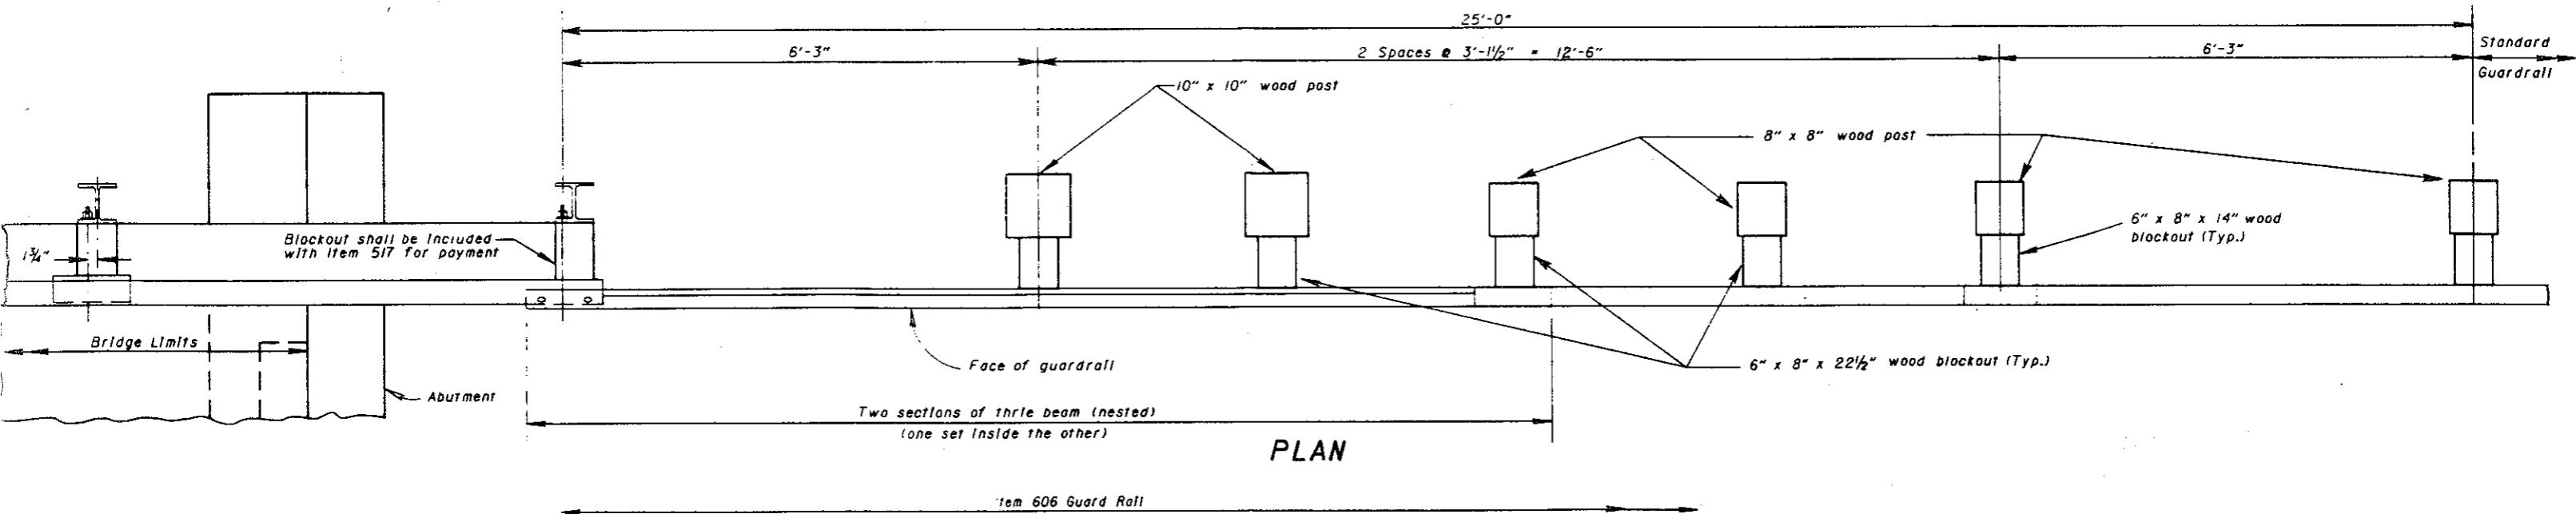 25'-0"
6'-3"
2 Spaces @ 3'-1½" = 12'-6"
6'-3"
Standard
Guardrail
10" x 10" wood post
8" x 8" wood post
6" x 8" x 14" wood
blockout (Typ.)
Blockout shall be included
with Item 517 for payment
1¾"
Bridge Limits
Face of guardrail
6" x 8" x 22½" wood blockout (Typ.)
Abutment
Two sections of thrie beam (nested)
(one set inside the other)
PLAN
tem 606 Guard Rail